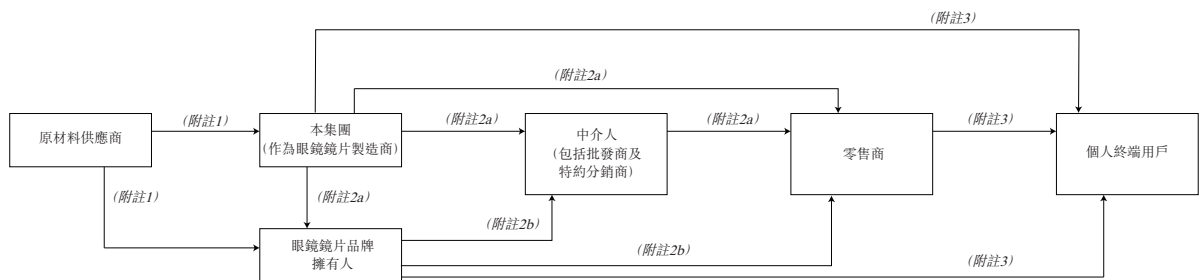 (附註3)
(附註2a)
原材料供應商
(附註1)
本集團
(作為眼鏡鏡片製造商)
(附註2a)
中介人
(包括批發商及
特約分銷商)
(附註2a)
零售商
(附註3)
個人終端用戶
(附註1)
(附註2a)
眼鏡鏡片品牌
擁有人
(附註2b)
(附註2b)
(附註3)